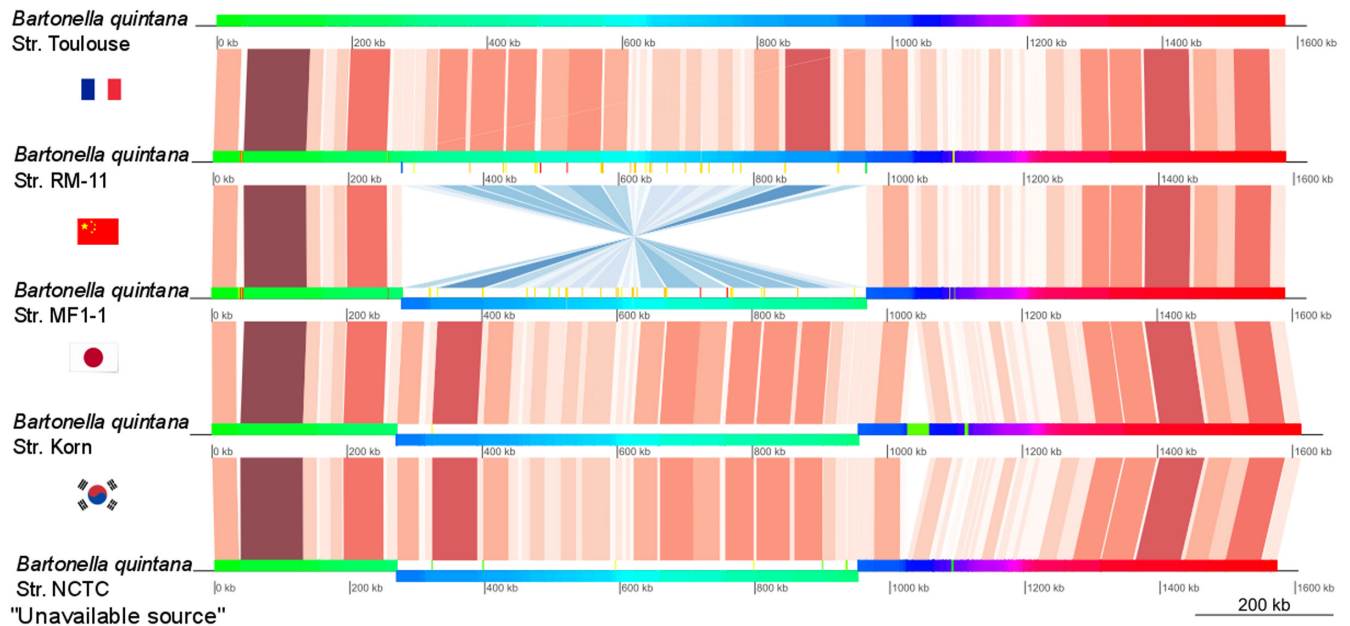 Bartonella quintana
Str. Toulouse
0 kb 200 kb 400 kb 600 kb 800 kb 1000 kb 1200 kb 1400 kb 1600 kb
Bartonella quintana
Str. RM-11
0 kb 200 kb 400 kb 600 kb 800 kb 1000 kb 1200 kb 1400 kb 1600 kb
Bartonella quintana
Str. MF1-1
0 kb 200 kb 400 kb 600 kb 800 kb 1000 kb 1200 kb 1400 kb 1600 kb
Bartonella quintana
Str. Korn
0 kb 200 kb 400 kb 600 kb 800 kb 1000 kb 1200 kb 1400 kb 1600 kb
Bartonella quintana
Str. NCTC
0 kb 200 kb 400 kb 600 kb 800 kb 1000 kb 1200 kb 1400 kb 1600 kb
"Unavailable source"
200 kb